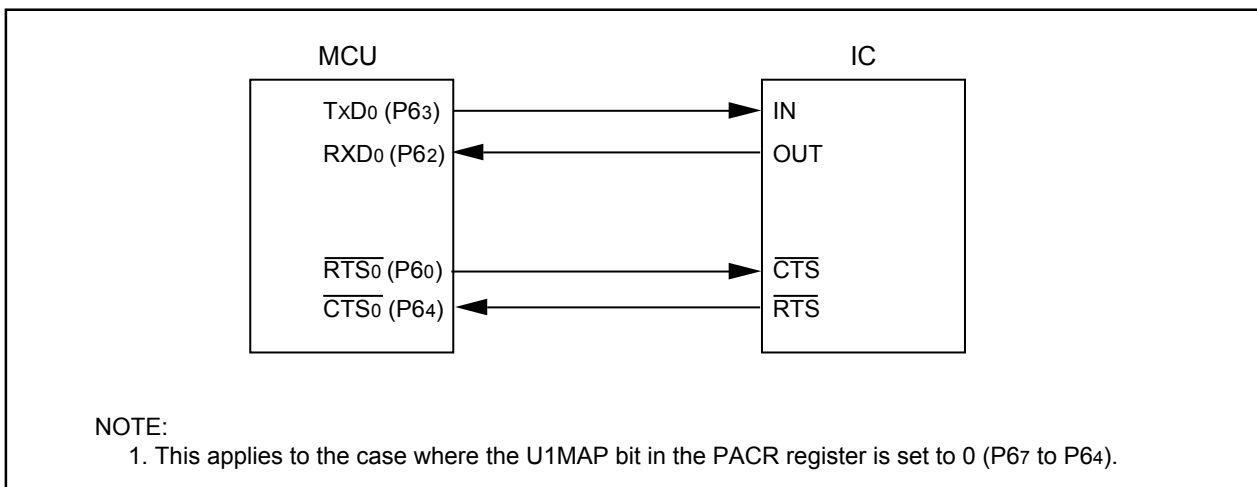 MCU
IC
TxD0 (P63)
IN
RXD0 (P62)
OUT
RTS0 (P60)
CTS
CTS0 (P64)
RTS
NOTE:
1. This applies to the case where the U1MAP bit in the PACR register is set to 0 (P67 to P64).